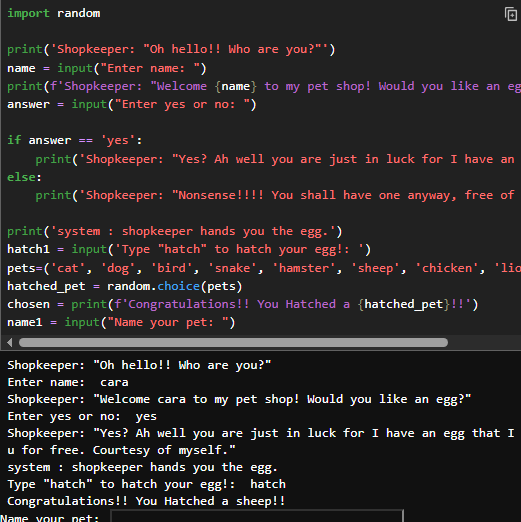 import random
print('Shopkeeper: "Oh hello!! Who are you?"')
name = input("Enter name: ")
print(f'Shopkeeper: "Welcome {name} to my pet shop! Would you like an eg
answer = input("Enter yes or no: ")
if answer == 'yes':
    print('Shopkeeper: "Yes? Ah well you are just in luck for I have an
else:
    print('Shopkeeper: "Nonsense!!!! You shall have one anyway, free of
print('system : shopkeeper hands you the egg.')
hatch1 = input('Type "hatch" to hatch your egg!: ')
pets=('cat', 'dog', 'bird', 'snake', 'hamster', 'sheep', 'chicken', 'lio
hatched_pet = random.choice(pets)
chosen = print(f'Congratulations!! You Hatched a {hatched_pet}!!')
name1 = input("Name your pet: ")
Shopkeeper: "Oh hello!! Who are you?"
Enter name:  cara
Shopkeeper: "Welcome cara to my pet shop! Would you like an egg?"
Enter yes or no:  yes
Shopkeeper: "Yes? Ah well you are just in luck for I have an egg that I
u for free. Courtesy of myself."
system : shopkeeper hands you the egg.
Type "hatch" to hatch your egg!:  hatch
Congratulations!! You Hatched a sheep!!
Name your pet: